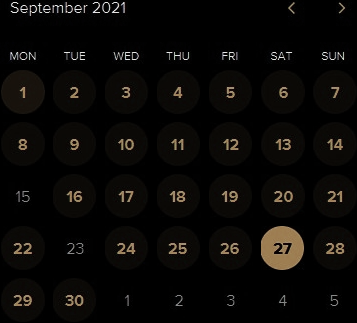 September 2021
MON TUE WED THU FRI SAT SUN
1 2 3 4 5 6 7
8 9 10 11 12 13 14
15 16 17 18 19 20 21
22 23 24 25 26 27 28
29 30 1 2 3 4 5